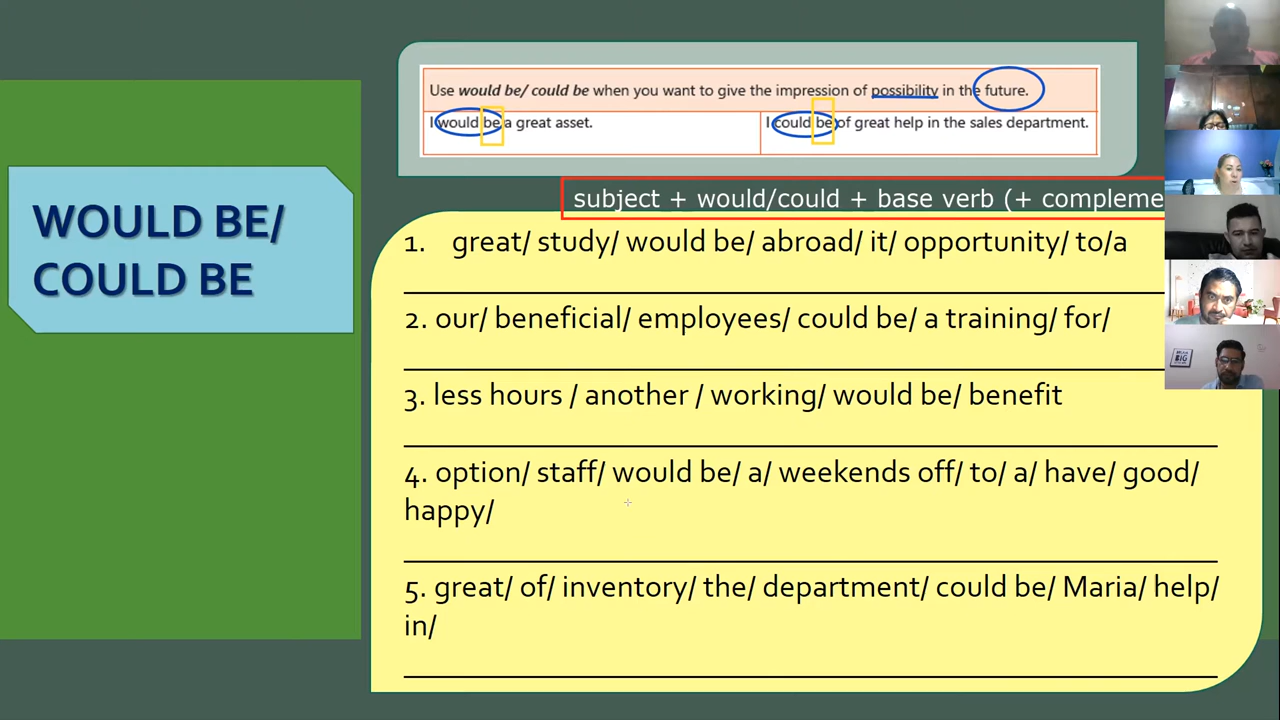 Use would be/ could be when you want to give the impression of possibility in the future.
I would be a great asset.
I could be of great help in the sales department.
WOULD BE/
COULD BE
subject + would/could + base verb (+ compleme
1. great/ study/ would be/ abroad/ it/ opportunity/ to/a
2. our/ beneficial/ employees/ could be/ a training/ for/
3. less hours / another / working/ would be/ benefit
4. option/ staff/ would be/ a/ weekends off/ to/ a/ have/ good/
happy/
5. great/ of/ inventory/ the/ department/ could be/ Maria/ help/
in/